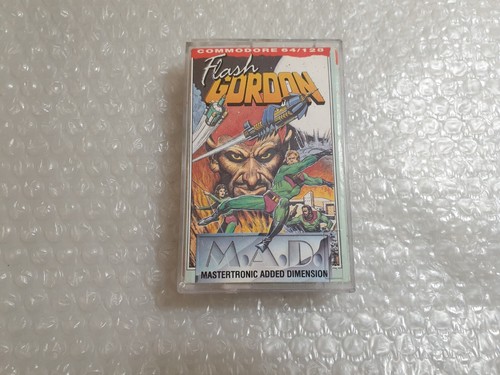 COMMODORE 64/128
Flash
GORDON
M.A.D.
MASTERTRONIC ADDED DIMENSION